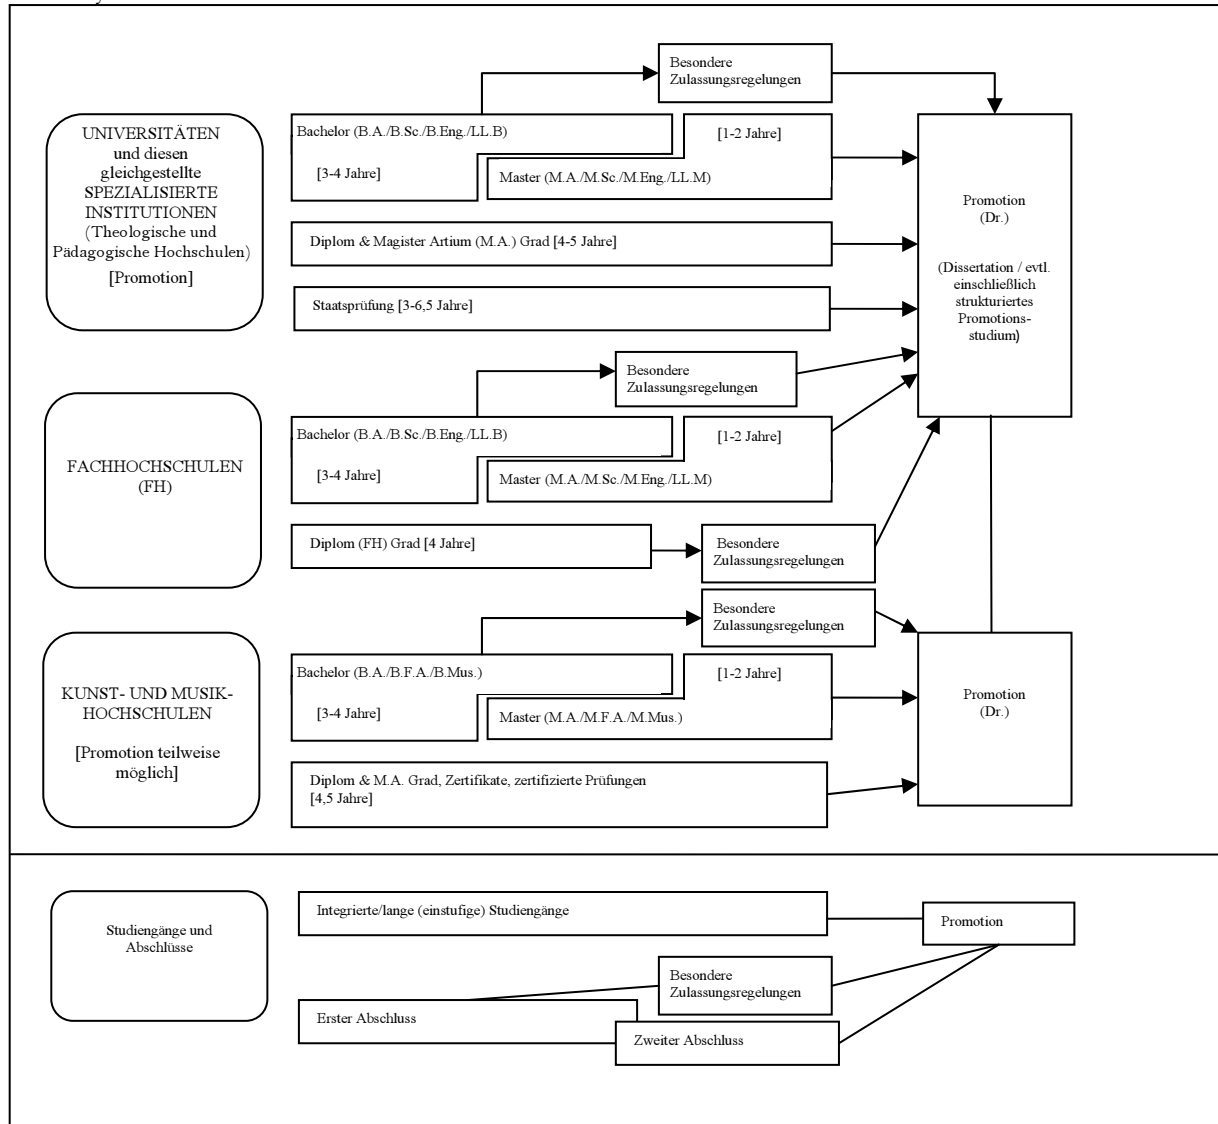 Besondere
Zulassungsregelungen
UNIVERSITÄTEN
und diesen
gleichgestellte
SPEZIALISIERTE
INSTITUTIONEN
(Theologische und
Pädagogische Hochschulen)
[Promotion]
Bachelor (B.A./B.Sc./B.Eng./LL.B)
[3-4 Jahre]
[1-2 Jahre]
Master (M.A./M.Sc./M.Eng./LL.M)
Diplom & Magister Artium (M.A.) Grad [4-5 Jahre]
Staatsprüfung [3-6,5 Jahre]
Promotion
(Dr.)
(Dissertation / evtl.
einschließlich
strukturiertes
Promotions-
studium)
Besondere
Zulassungsregelungen
FACHHOCHSCHULEN
(FH)
Bachelor (B.A./B.Sc./B.Eng./LL.B)
[3-4 Jahre]
[1-2 Jahre]
Master (M.A./M.Sc./M.Eng./LL.M)
Diplom (FH) Grad [4 Jahre]
Besondere
Zulassungsregelungen
Besondere
Zulassungsregelungen
KUNST- UND MUSIK-
HOCHSCHULEN
[Promotion teilweise
möglich]
Bachelor (B.A./B.F.A./B.Mus.)
[3-4 Jahre]
[1-2 Jahre]
Master (M.A./M.F.A./M.Mus.)
Diplom & M.A. Grad, Zertifikate, zertifizierte Prüfungen
[4,5 Jahre]
Promotion
(Dr.)
Studiengänge und
Abschlüsse
Integrierte/lange (einstufige) Studiengänge
Promotion
Besondere
Zulassungsregelungen
Erster Abschluss
Zweiter Abschluss